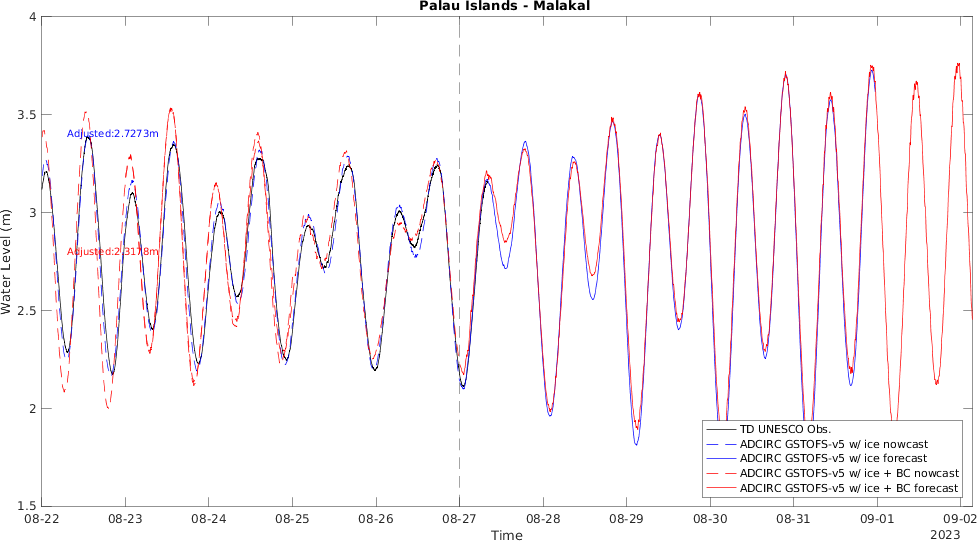 Palau Islands - Malakal
4
3.5
3
2.5
2
1.5
Water Level (m)
Adjusted:2.7273m
Adjusted:2.3178m
TD UNESCO Obs.
ADCIRC GSTOFS-v5 w/ ice nowcast
ADCIRC GSTOFS-v5 w/ ice forecast
ADCIRC GSTOFS-v5 w/ ice + BC nowcast
ADCIRC GSTOFS-v5 w/ ice + BC forecast
08-22 08-23 08-24 08-25 08-26 08-27 08-28 08-29 08-30 08-31 09-01 09-02
Time 2023